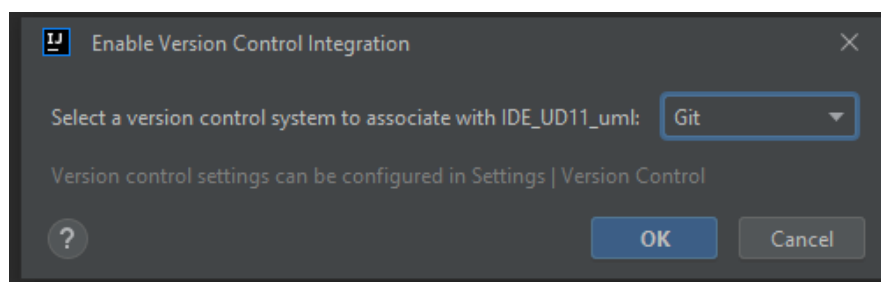 IJ Enable Version Control Integration
Select a version control system to associate with IDE_UD11_uml: Git
Version control settings can be configured in Settings | Version Control
? OK Cancel